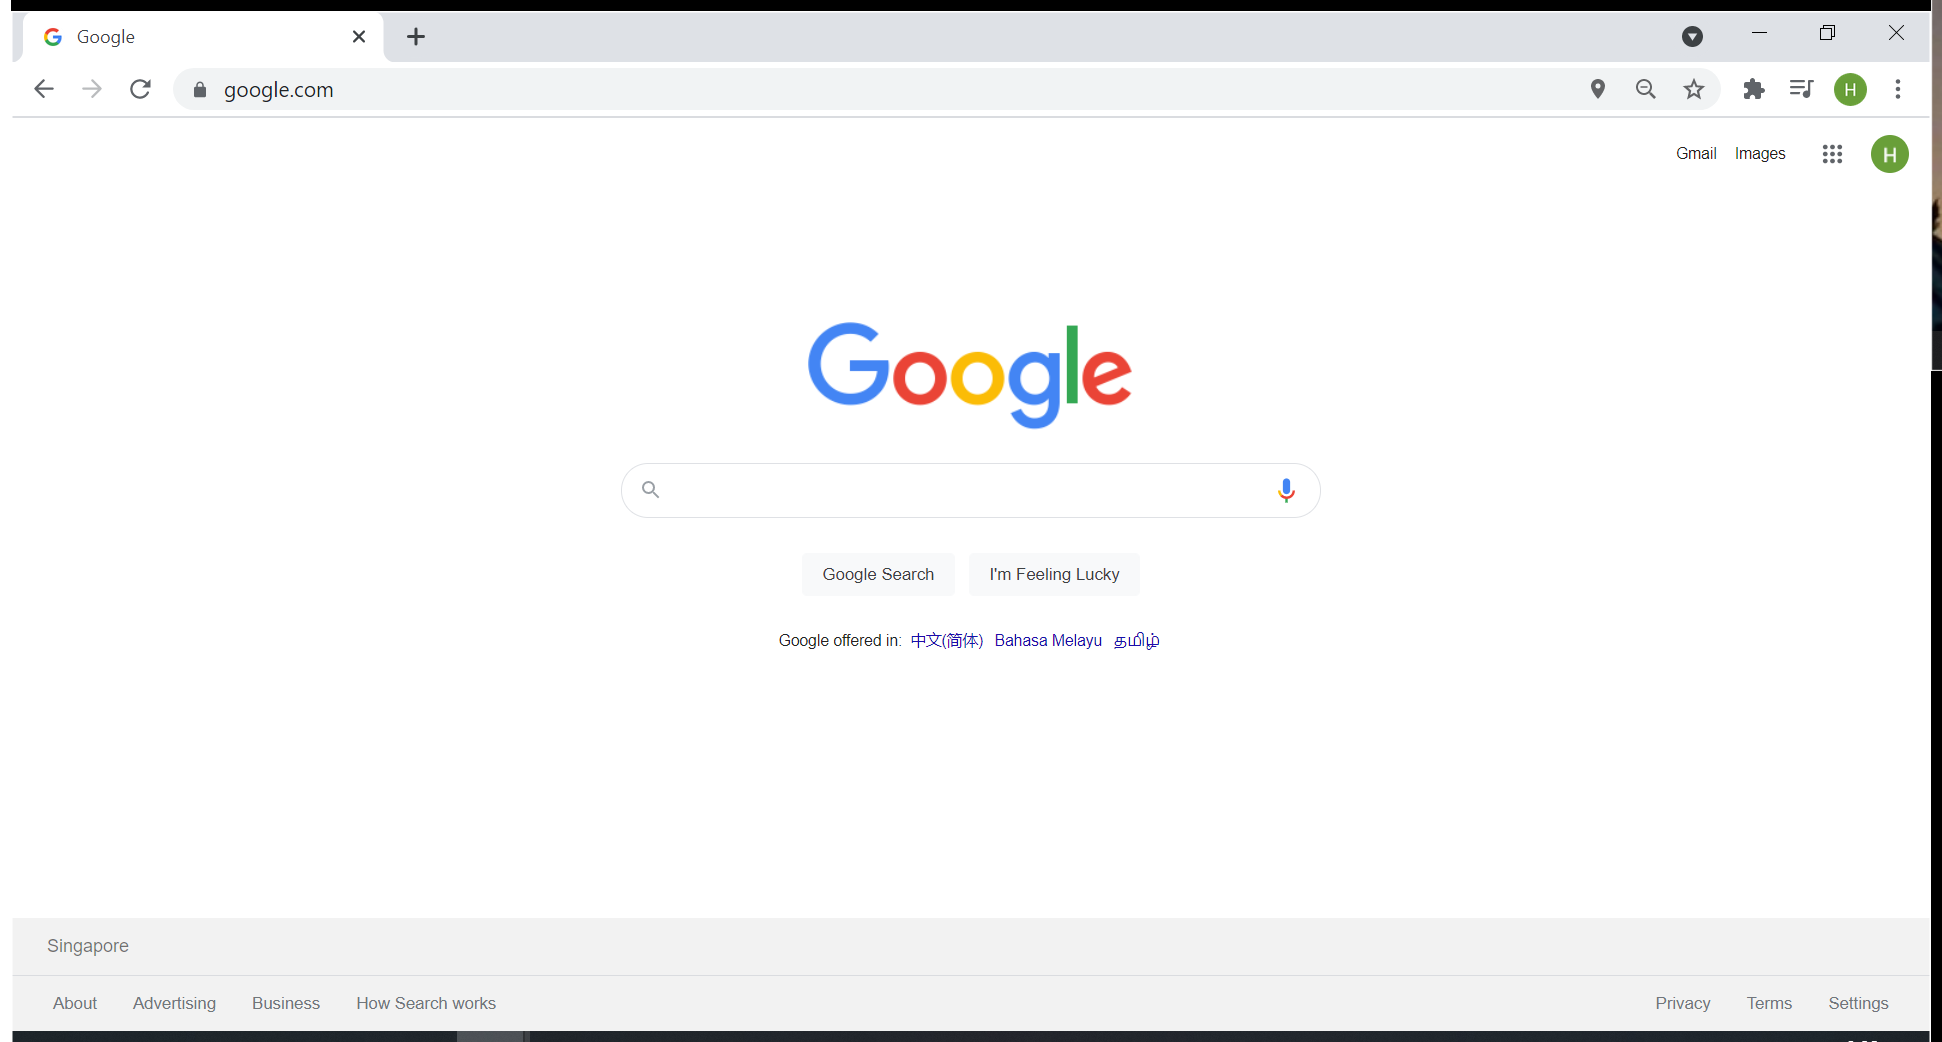 Google
google.com
H
Gmail Images
H
Google
Google Search I'm Feeling Lucky
Google offered in: 中文(简体) Bahasa Melayu தமிழ்
Singapore
About Advertising Business How Search works Privacy Terms Settings